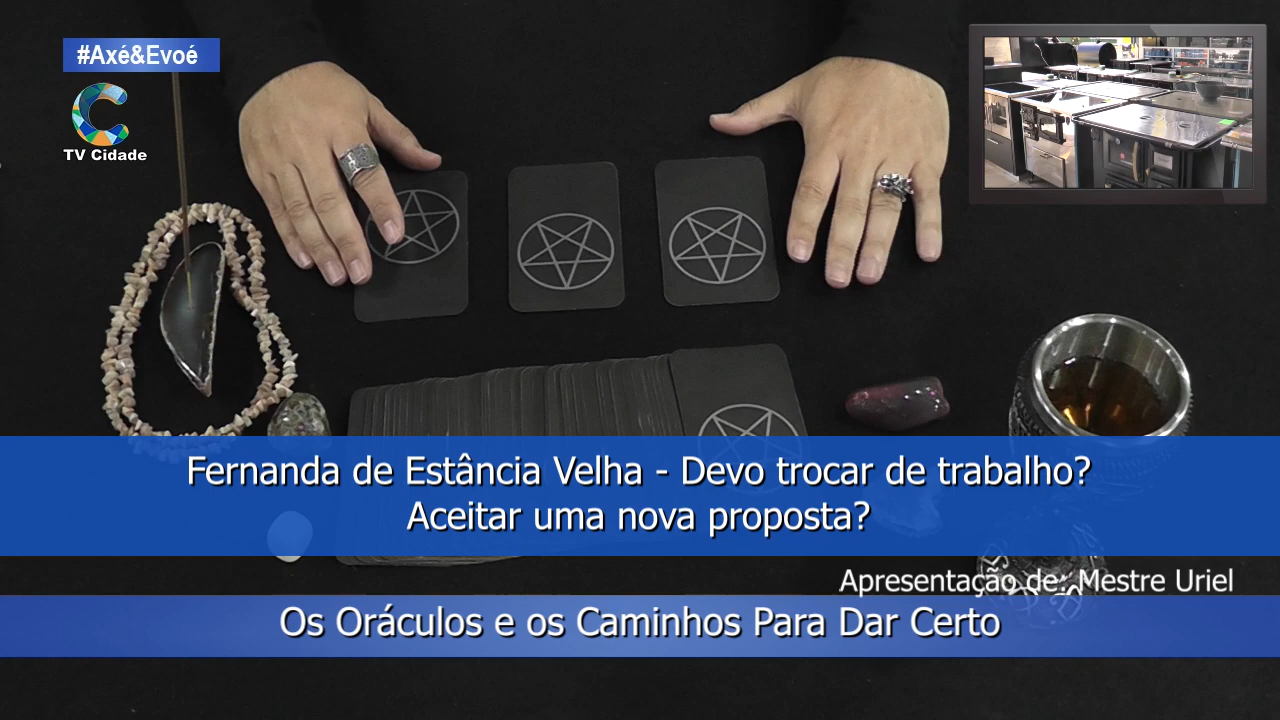 #Axé&Evoé
TV Cidade
Fernanda de Estância Velha - Devo trocar de trabalho?
Aceitar uma nova proposta?
Apresentação de: Mestre Uriel
Os Oráculos e os Caminhos Para Dar Certo